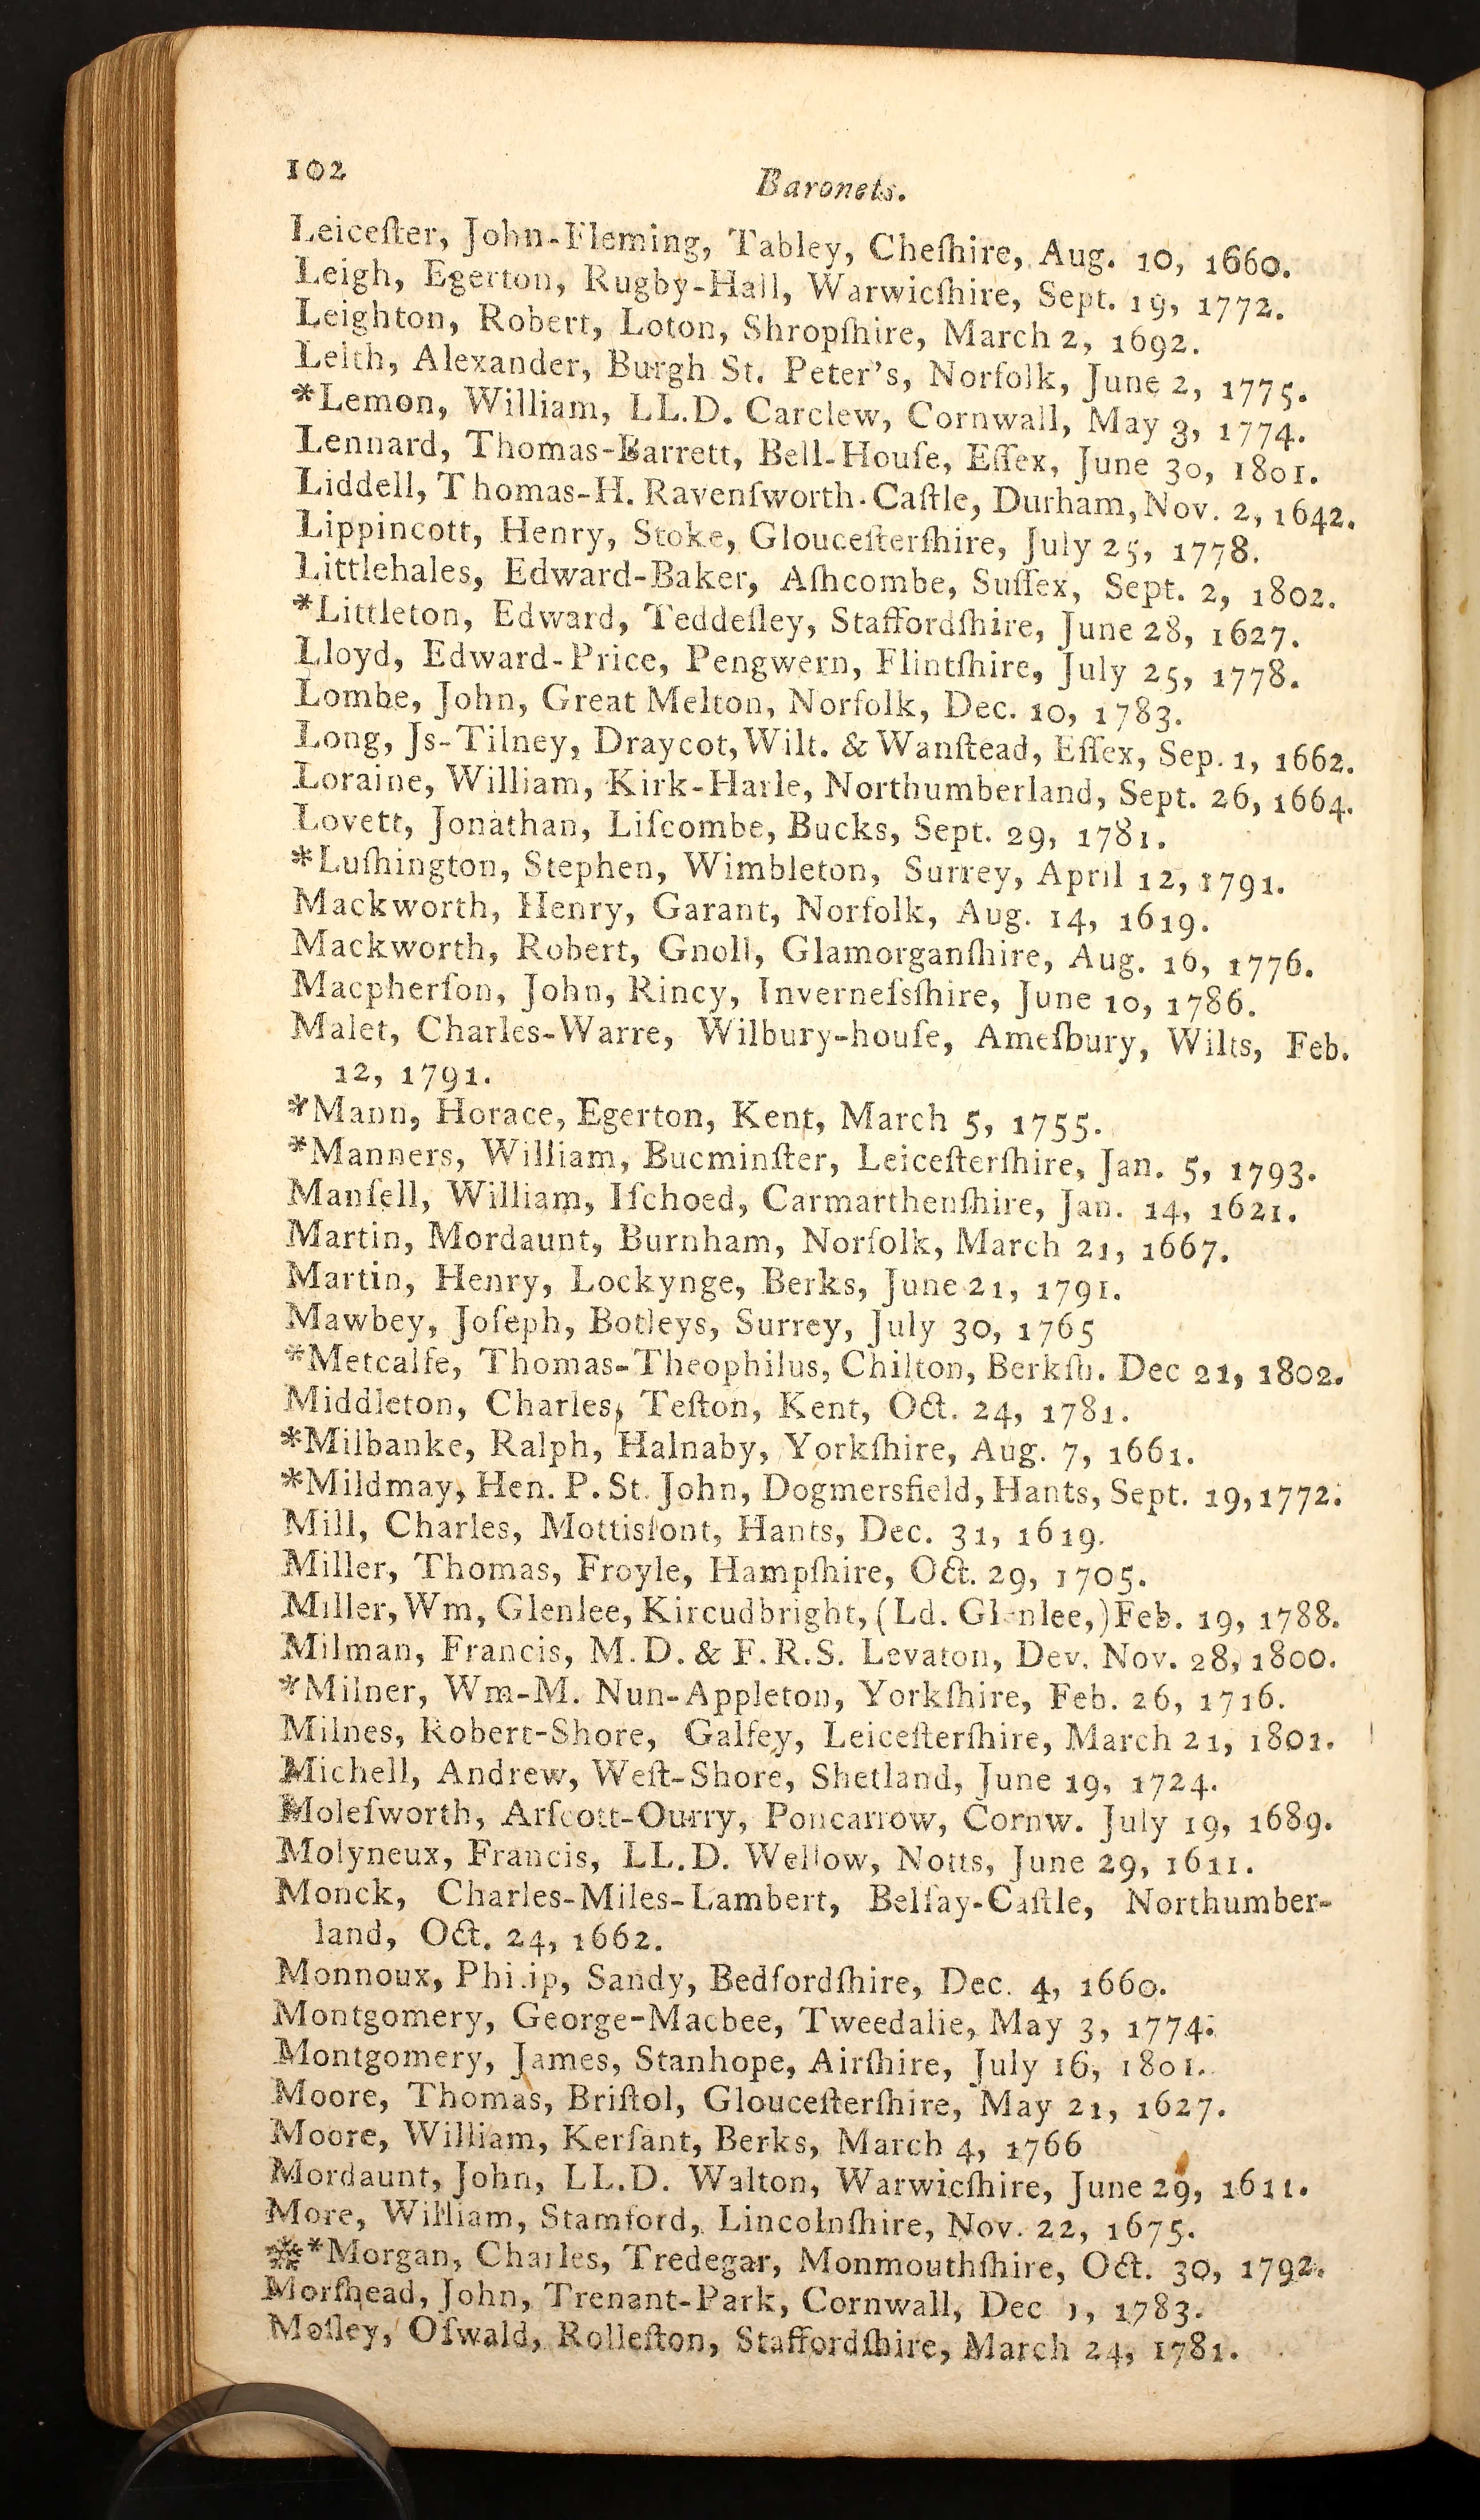 102
Baronets.
Leiceſter, John-Fleming, Tabley, Cheſhire, Aug. 10, 1660.
Leigh, Egerton, Rugby-Hall, Warwicſhire, Sept. 19, 1772.
Leighton, Robert, Loton, Shropſhire, March 2, 1692.
Leith, Alexander, Burgh St. Peter's, Norfolk, June 2, 1775.
*Lemon, William, LL.D. Carclew, Cornwall, May 3, 1774.
Lennard, Thomas-Barrett, Bell-Houſe, Eſſex, June 30, 1801.
Liddell, Thomas-H. Ravenſworth-Caſtle, Durham, Nov. 2, 1642.
Lippincott, Henry, Stoke, Glouceſterſhire, July 25, 1778.
Littlehales, Edward-Baker, Aſhcombe, Suſſex, Sept. 2, 1802.
*Littleton, Edward, Teddeſley, Staffordſhire, June 28, 1627.
Lloyd, Edward-Price, Pengwern, Flintſhire, July 25, 1778.
Lombe, John, Great Melton, Norfolk, Dec. 10, 1783.
Long, Js-Tilney, Draycot, Wilt. & Wanſtead, Eſſex, Sep. 1, 1662.
Loraine, William, Kirk-Harle, Northumberland, Sept. 26, 1664.
Lovett, Jonathan, Liſcombe, Bucks, Sept. 29, 1781.
*Luſhington, Stephen, Wimbleton, Surrey, April 12, 1791.
Mackworth, Henry, Garant, Norfolk, Aug. 14, 1619.
Mackworth, Robert, Gnoll, Glamorganſhire, Aug. 16, 1776.
Macpherſon, John, Rincy, Inverneſsſhire, June 10, 1786.
Malet, Charles-Warre, Wilbury-houſe, Ameſbury, Wilts, Feb.
12, 1791.
*Mann, Horace, Egerton, Kent, March 5, 1755.
*Manners, William, Bucminſter, Leiceſterſhire, Jan. 5, 1793.
Manſell, William, Iſchoed, Carmarthenſhire, Jan. 14, 1621.
Martin, Mordaunt, Burnham, Norfolk, March 21, 1667.
Martin, Henry, Lockynge, Berks, June 21, 1791.
Mawbey, Joſeph, Botleys, Surrey, July 30, 1765
*Metcalfe, Thomas-Theophilus, Chilton, Berkſh. Dec 21, 1802.
Middleton, Charles, Teſton, Kent, Oct. 24, 1781.
*Milbanke, Ralph, Halnaby, Yorkſhire, Aug. 7, 1661.
*Mildmay, Hen. P. St. John, Dogmersfield, Hants, Sept. 19, 1772.
Mill, Charles, Mottisfont, Hants, Dec. 31, 1619.
Miller, Thomas, Froyle, Hampſhire, Oct. 29, 1705.
Miller, Wm, Glenlee, Kircudbright, (Ld. Glenlee,) Feb. 19, 1788.
Milman, Francis, M.D. & F.R.S. Levaton, Dev. Nov. 28, 1800.
*Milner, Wm-M. Nun-Appleton, Yorkſhire, Feb. 26, 1716.
Milnes, Robert-Shore, Galfey, Leiceſterſhire, March 21, 1801.
Michell, Andrew, Weſt-Shore, Shetland, June 19, 1724.
Moleſworth, Arſcott-Ourry, Poncarrow, Cornw. July 19, 1689.
Molyneux, Francis, LL.D. Wellow, Notts, June 29, 1611.
Monck, Charles-Miles-Lambert, Belſay-Caſtle, Northumber-
land, Oct. 24, 1662.
Monnoux, Philip, Sandy, Bedfordſhire, Dec. 4, 1660.
Montgomery, George-Macbee, Tweedalie, May 3, 1774.
Montgomery, James, Stanhope, Airſhire, July 16, 1801.
Moore, Thomas, Briſtol, Glouceſterſhire, May 21, 1627.
Moore, William, Kerſant, Berks, March 4, 1766
Mordaunt, John, LL.D. Walton, Warwicſhire, June 29, 1611.
More, William, Stamford, Lincolnſhire, Nov. 22, 1675.
❉*Morgan, Charles, Tredegar, Monmouthſhire, Oct. 30, 1792.
Morſhead, John, Trenant-Park, Cornwall, Dec 1, 1783.
Moſley, Oſwald, Rolleſton, Staffordſhire, March 24, 1781.